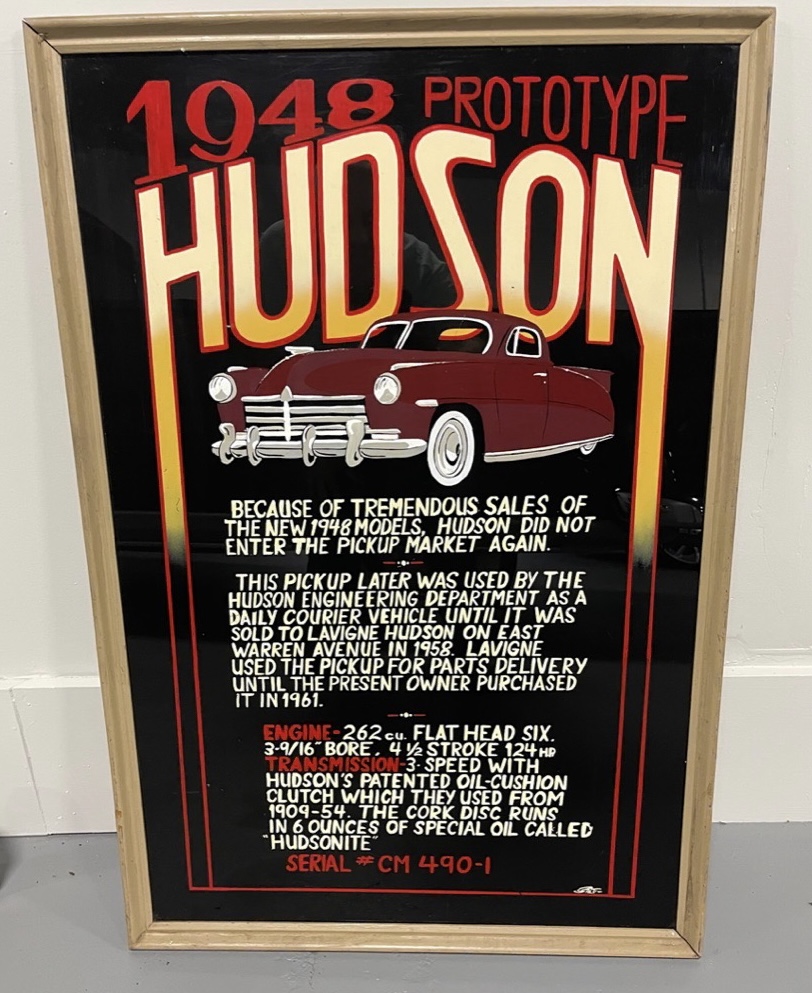 1948 PROTOTYPE
HUDSON
BECAUSE OF TREMENDOUS SALES OF
THE NEW 1948 MODELS, HUDSON DID NOT
ENTER THE PICKUP MARKET AGAIN.
THIS PICKUP LATER WAS USED BY THE
HUDSON ENGINEERING DEPARTMENT AS A
DAILY COURIER VEHICLE UNTIL IT WAS
SOLD TO LAVIGNE HUDSON ON EAST
WARREN AVENUE IN 1958. LAVIGNE
USED THE PICKUP FOR PARTS DELIVERY
UNTIL THE PRESENT OWNER PURCHASED
IT IN 1961.
ENGINE- 262 cu. FLAT HEAD SIX.
3-9/16" BORE. 4 1/2 STROKE 124 HP
TRANSMISSION-3 SPEED WITH
HUDSON'S PATENTED OIL-CUSHION
CLUTCH WHICH THEY USED FROM
1909-54. THE CORK DISC RUNS
IN 6 OUNCES OF SPECIAL OIL CALLED
"HUDSONITE"
SERIAL # CM 490-1